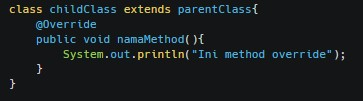 class childClass extends parentClass{
    @Override
    public void namaMethod(){
        System.out.println("Ini method override");
    }
}